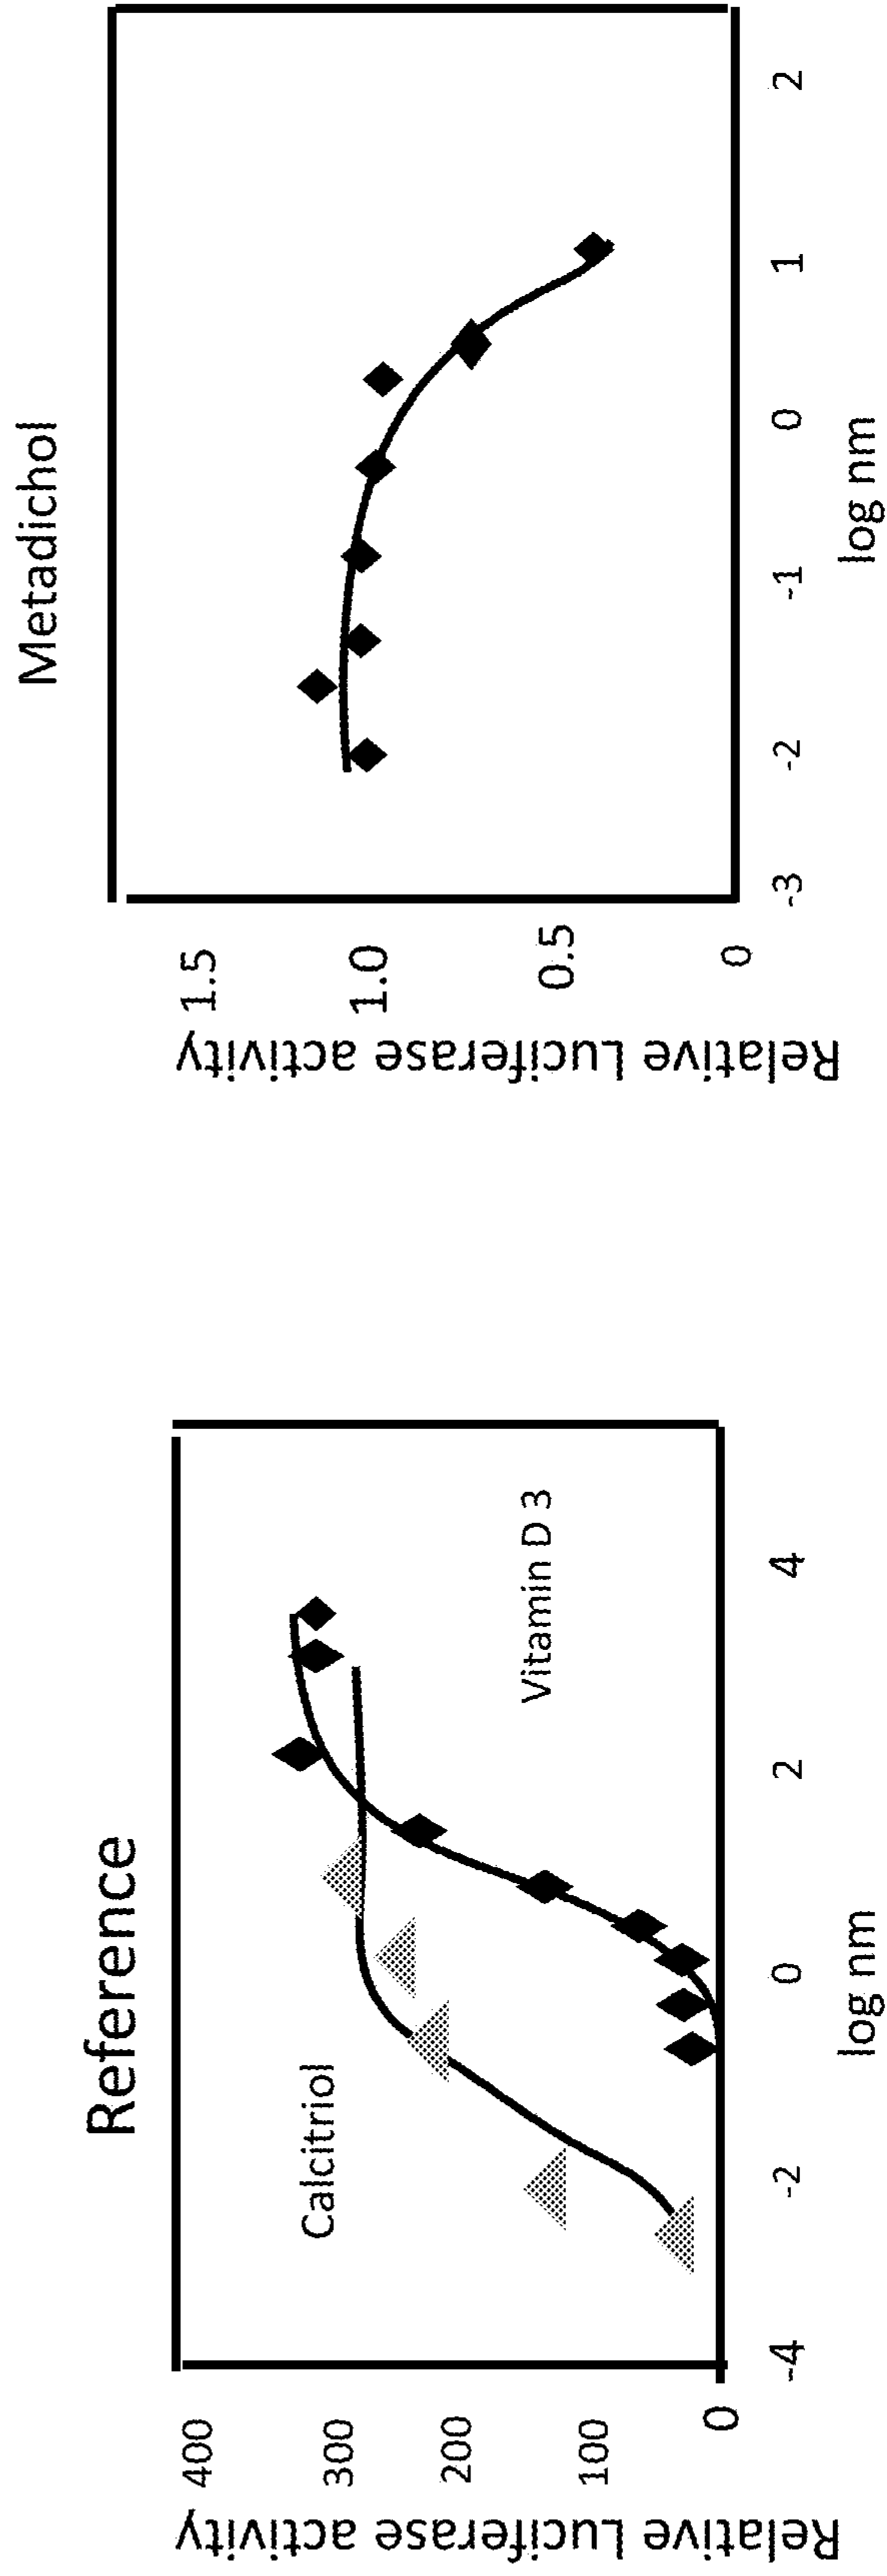 Reference
Relative Luciferase activity
400
300
200
100
0
Calcitriol
Vitamin D 3
-4
-2
0
2
4
log nm
Metadichol
Relative Luciferase activity
1.5
1.0
0.5
0
-3
-2
-1
0
1
2
log nm